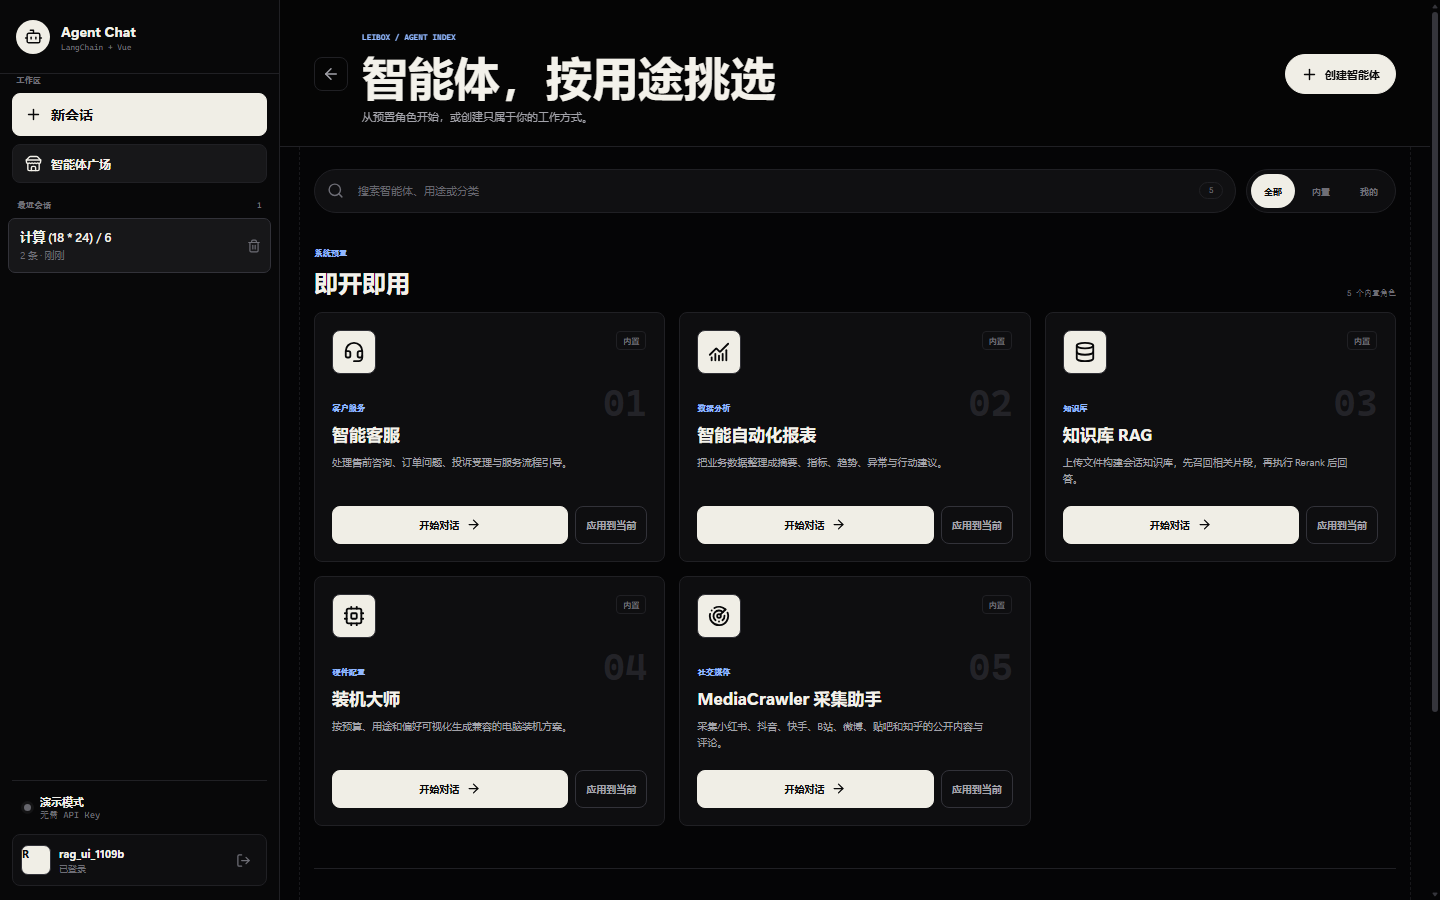 Agent Chat
LangChain + Vue
工作区
新会话
智能体广场
最近会话
1
计算 (18 * 24) / 6
2 条 · 刚刚
演示模式
无需 API Key
R
rag_ui_1109b
已登录
LEIBOX / AGENT INDEX
智能体，按用途挑选
从预置角色开始，或创建只属于你的工作方式。
创建智能体
搜索智能体、用途或分类
5
全部
内置
我的
系统预置
即开即用
5 个内置角色
内置
01
客户服务
智能客服
处理售前咨询、订单问题、投诉受理与服务流程引导。
开始对话
应用到当前
内置
02
数据分析
智能自动化报表
把业务数据整理成摘要、指标、趋势、异常与行动建议。
开始对话
应用到当前
内置
03
知识库
知识库 RAG
上传文件构建会话知识库，先召回相关片段，再执行 Rerank 后回
答。
开始对话
应用到当前
内置
04
硬件配置
装机大师
按预算、用途和偏好可视化生成兼容的电脑装机方案。
开始对话
应用到当前
内置
05
社交媒体
MediaCrawler 采集助手
采集小红书、抖音、快手、B站、微博、贴吧和知乎的公开内容与
评论。
开始对话
应用到当前